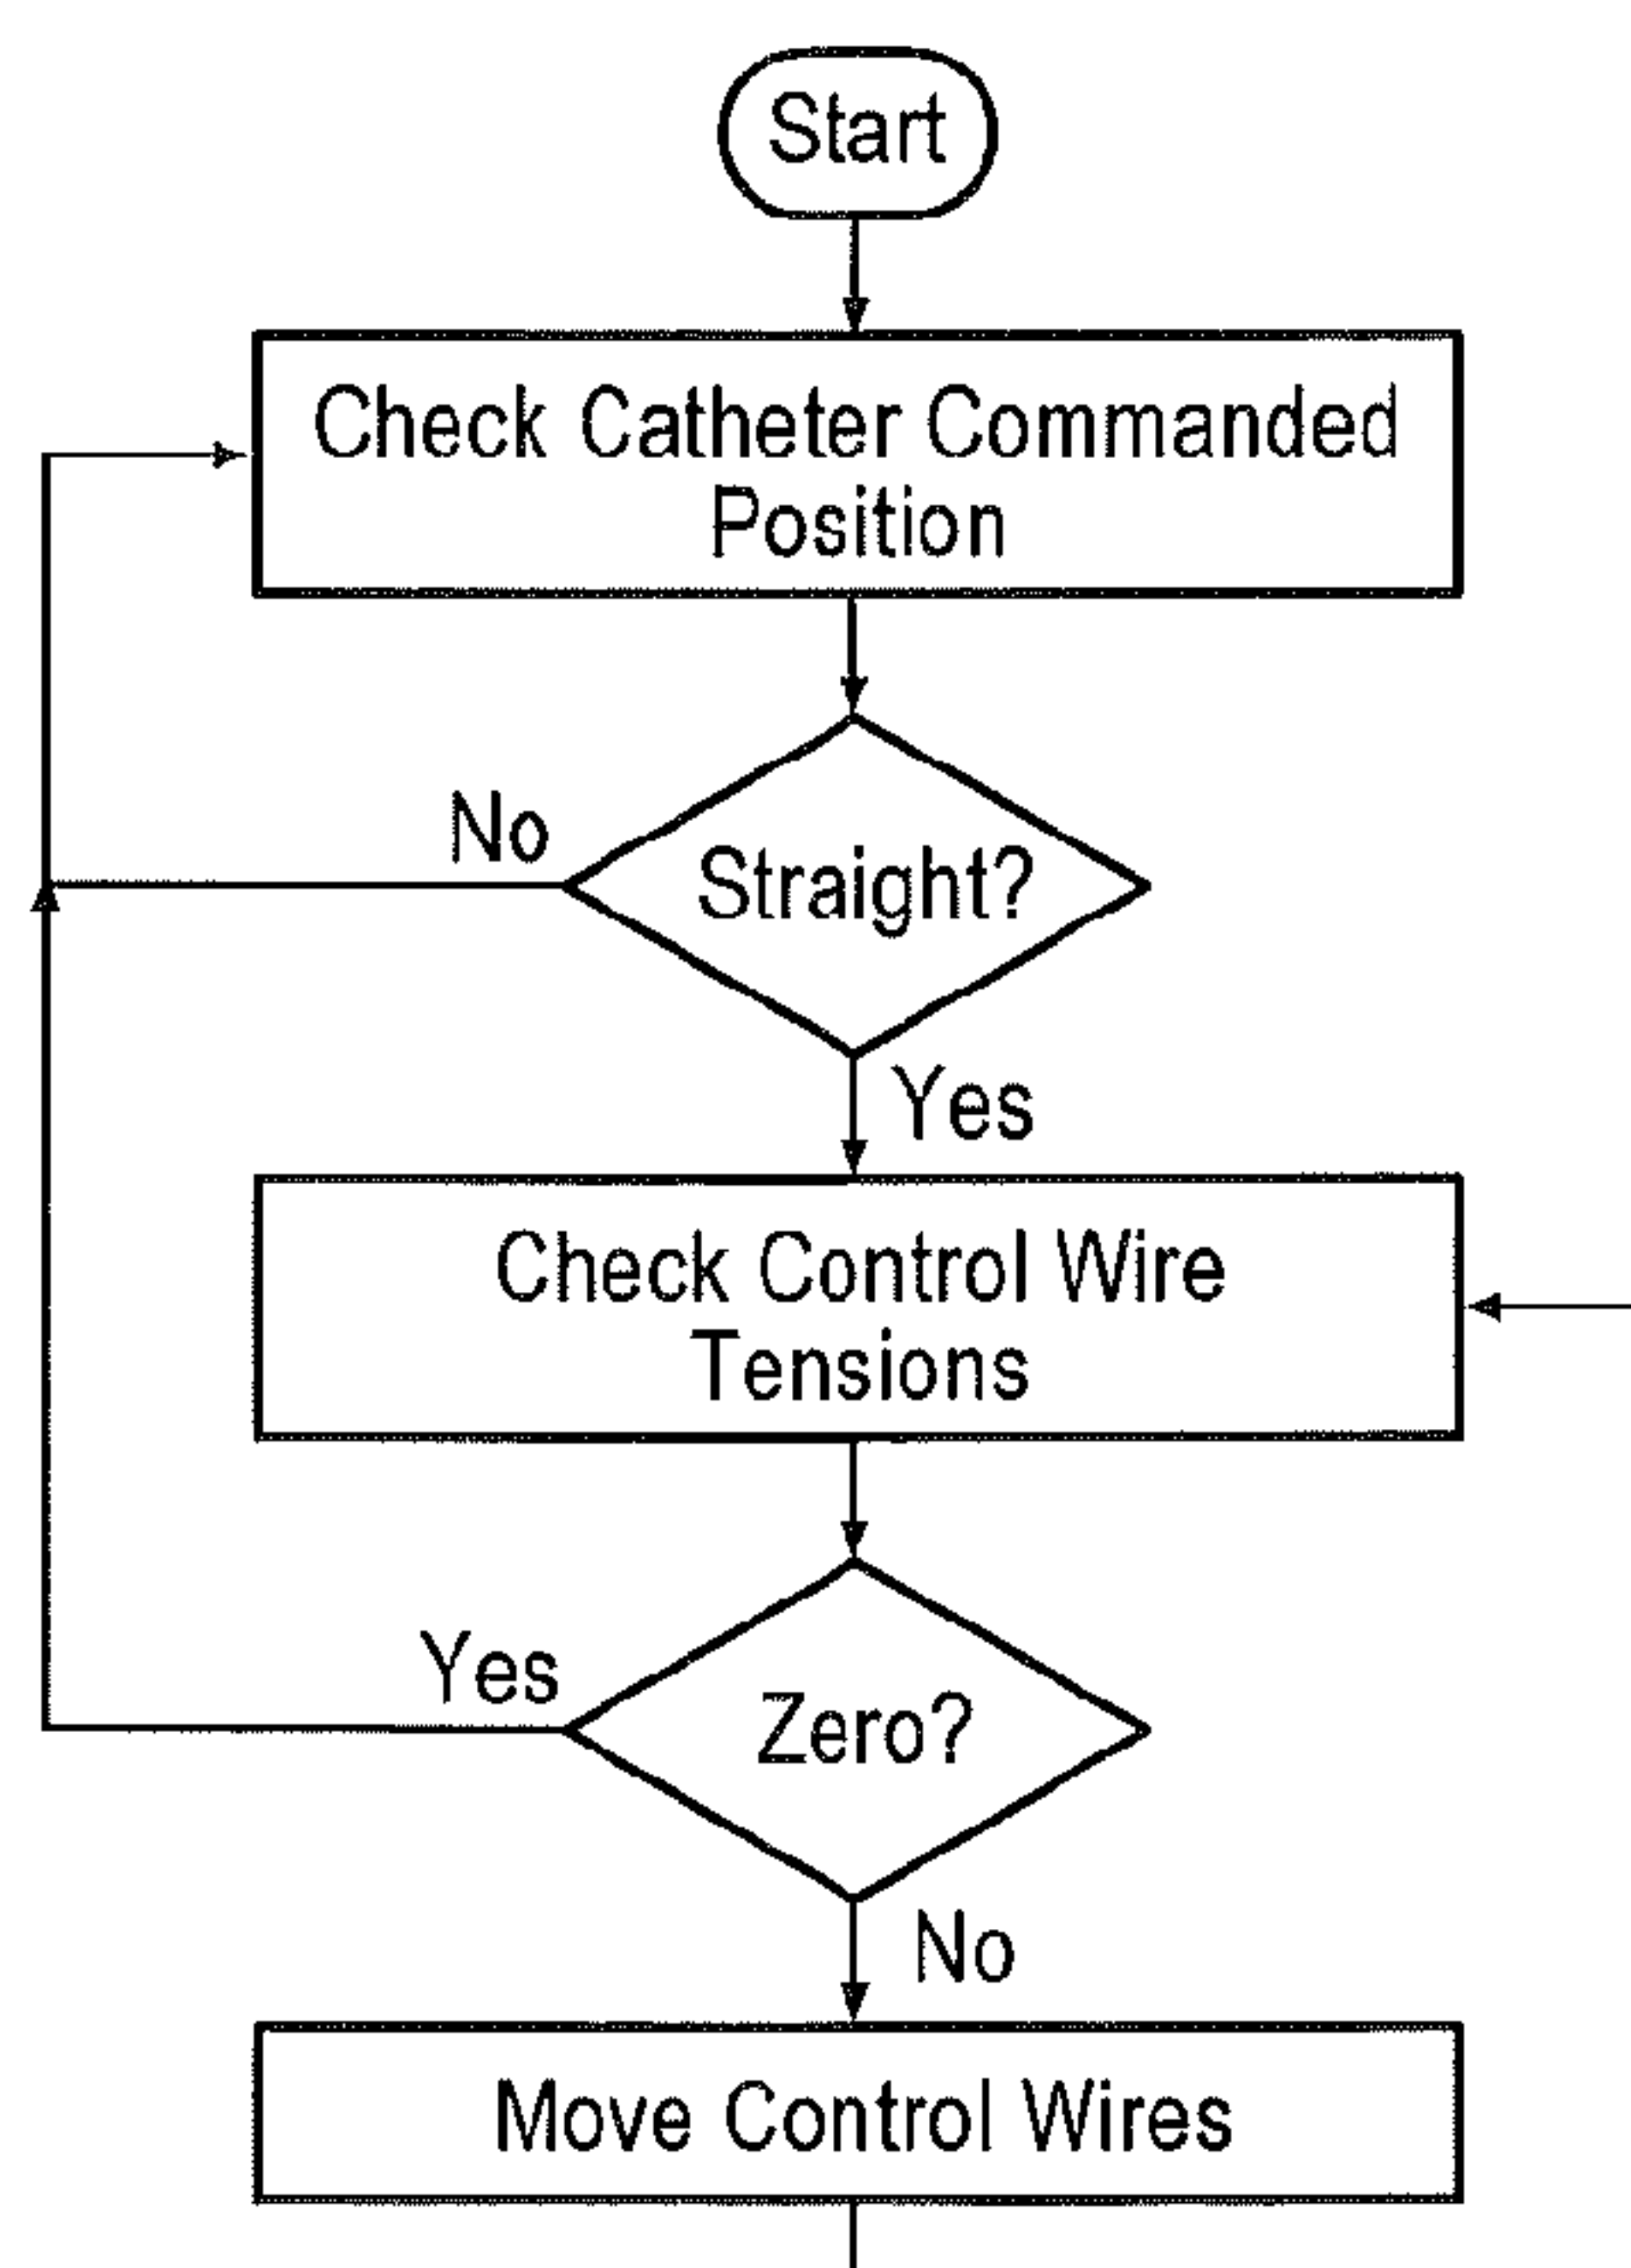 Start
Check Catheter Commanded
Position
No
Straight?
Yes
Check Control Wire
Tensions
Yes
Zero?
No
Move Control Wires